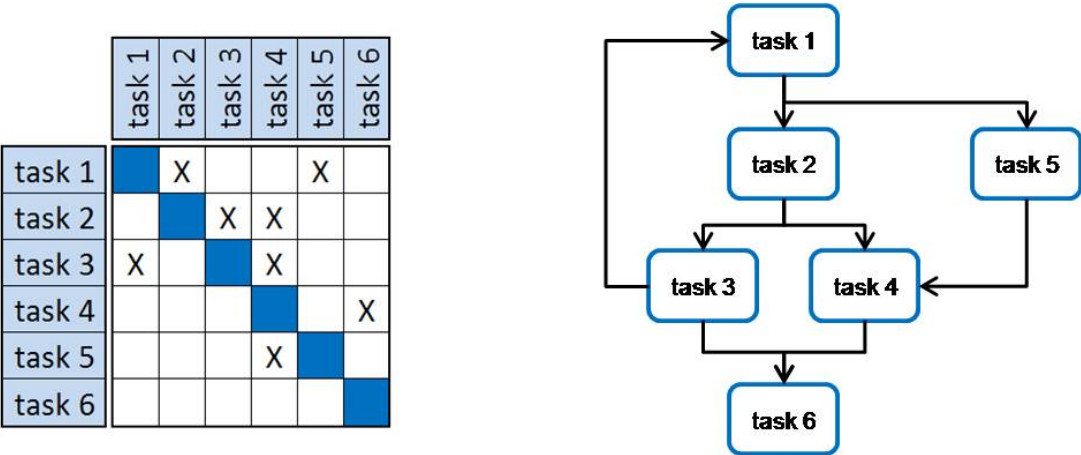 task 1
task 2
task 3
task 4
task 5
task 6
task 1 X X
task 2 X X
task 3 X X
task 4 X
task 5 X
task 6
task 1
task 2
task 5
task 3
task 4
task 6